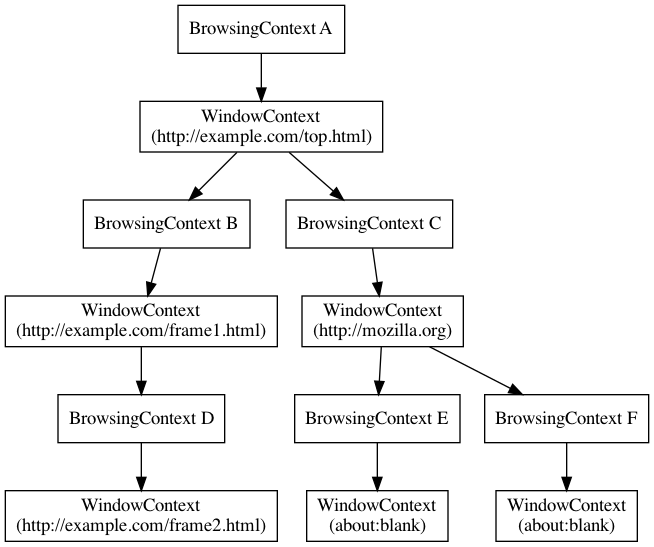 BrowsingContext A
WindowContext
(http://example.com/top.html)
BrowsingContext B
BrowsingContext C
WindowContext
(http://example.com/frame1.html)
WindowContext
(http://mozilla.org)
BrowsingContext D
BrowsingContext E
BrowsingContext F
WindowContext
(http://example.com/frame2.html)
WindowContext
(about:blank)
WindowContext
(about:blank)